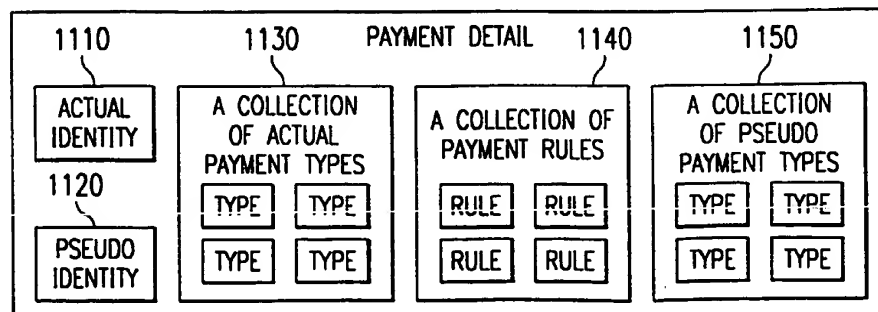 1110 1130 PAYMENT DETAIL 1140 1150
ACTUAL IDENTITY
A COLLECTION OF ACTUAL PAYMENT TYPES
TYPE TYPE
TYPE TYPE
A COLLECTION OF PAYMENT RULES
RULE RULE
RULE RULE
A COLLECTION OF PSEUDO PAYMENT TYPES
TYPE TYPE
TYPE TYPE
1120
PSEUDO IDENTITY